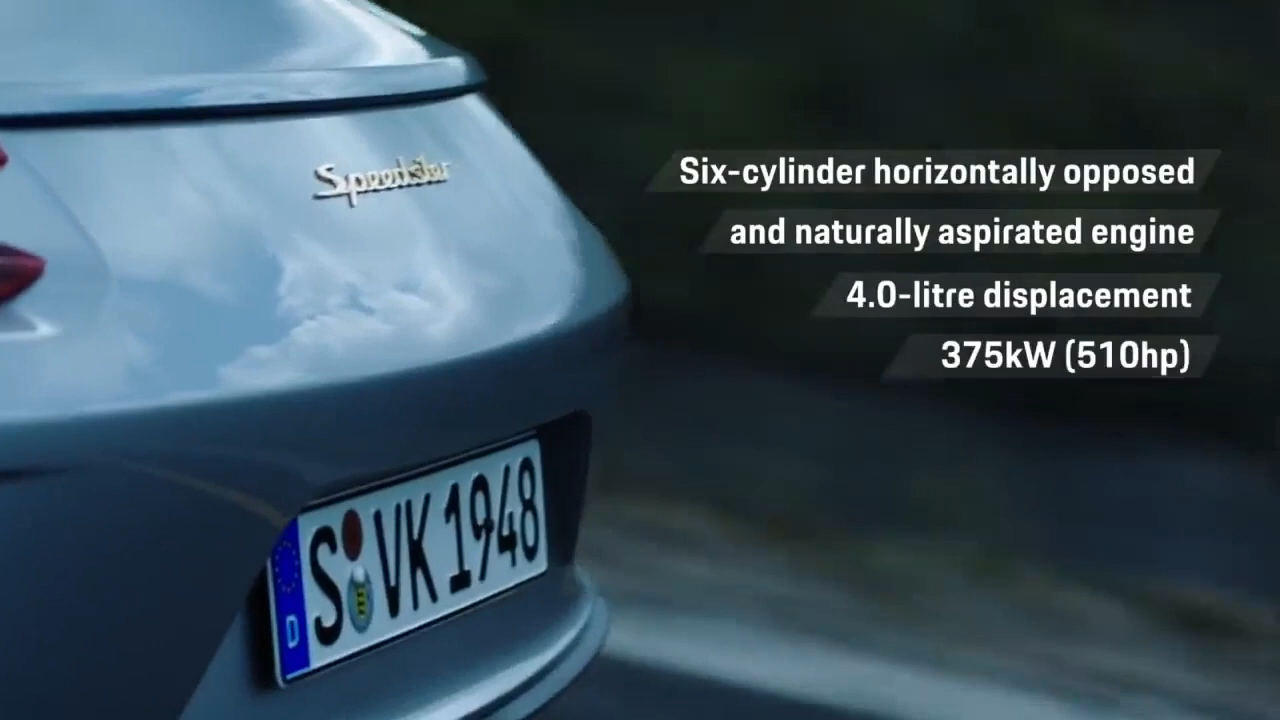 Speedster
Six-cylinder horizontally opposed
and naturally aspirated engine
4.0-litre displacement
375kW (510hp)
S VK 1948
D